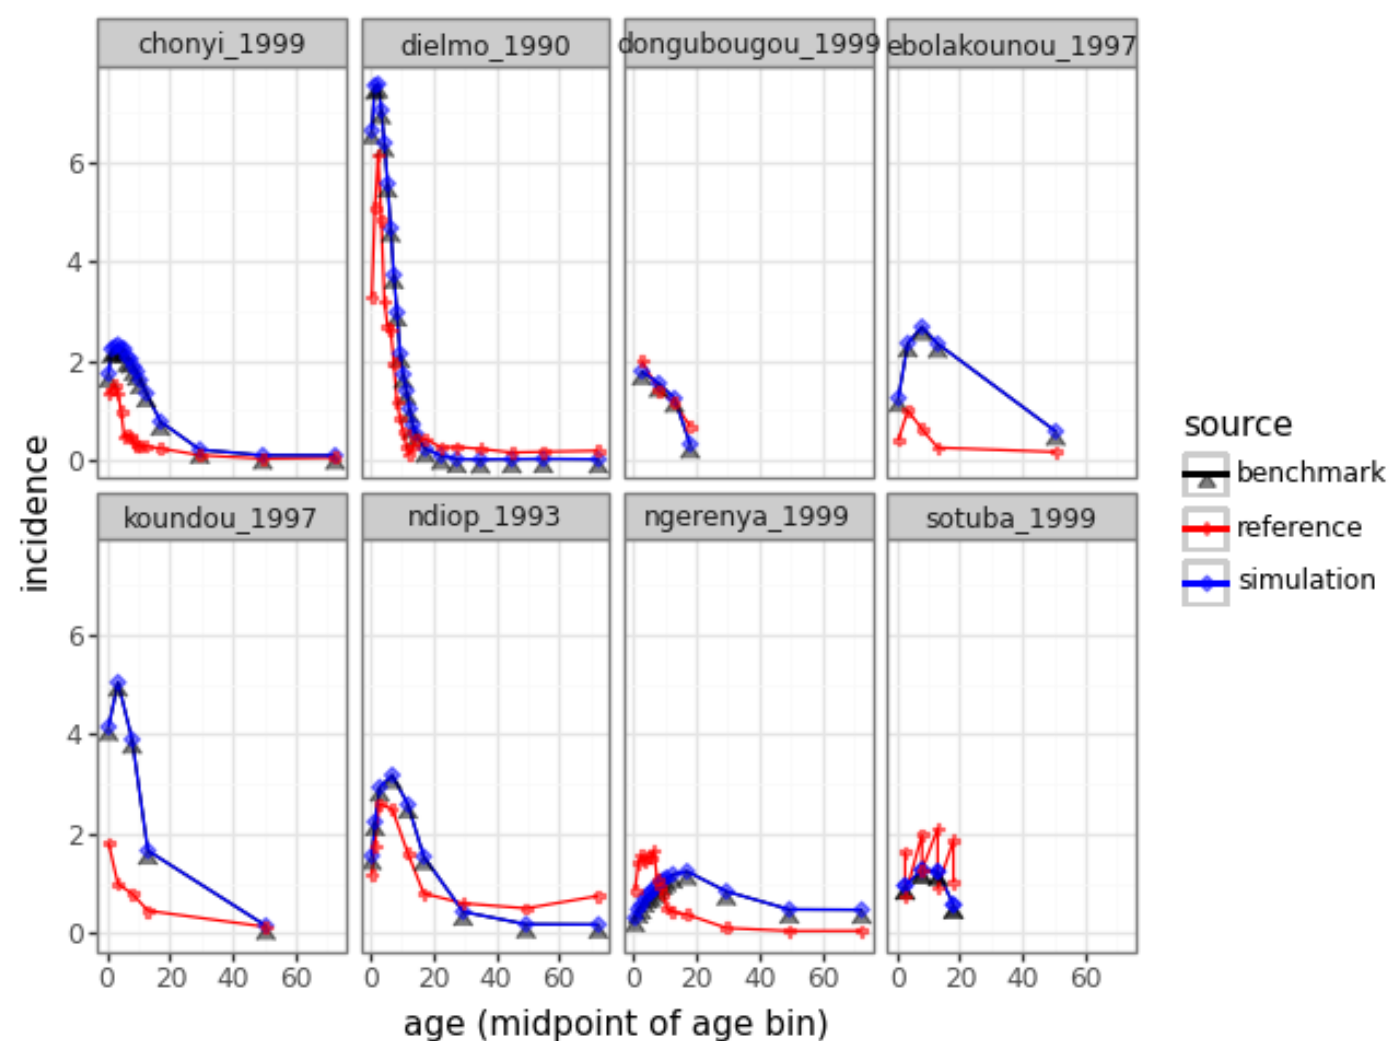 chonyi_1999
dielmo_1990
dongubougou_1999
ebolakounou_1997
6
4
2
0
koundou_1997
ndiop_1993
ngerenya_1999
sotuba_1999
6
4
2
0
0 20 40 60
0 20 40 60
0 20 40 60
0 20 40 60
incidence
age (midpoint of age bin)
source
benchmark
reference
simulation